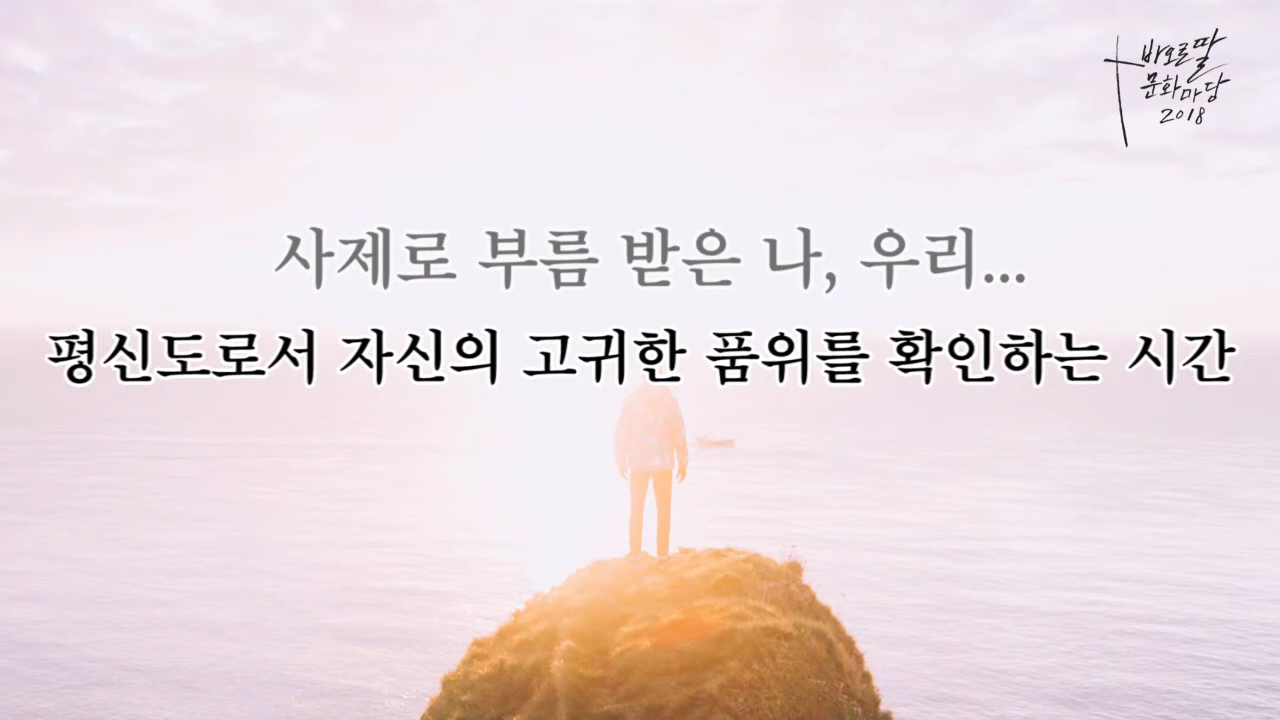 바오로딸
문화마당
2018
사제로 부름 받은 나, 우리...
평신도로서 자신의 고귀한 품위를 확인하는 시간